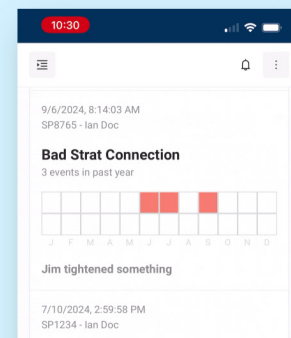 10:30
9/6/2024, 8:14:03 AM
SP8765 - Ian Doc
Bad Strat Connection
3 events in past year
J F M A M J J A S O N D
Jim tightened something
7/10/2024, 2:59:58 PM
SP1234 - Ian Doc